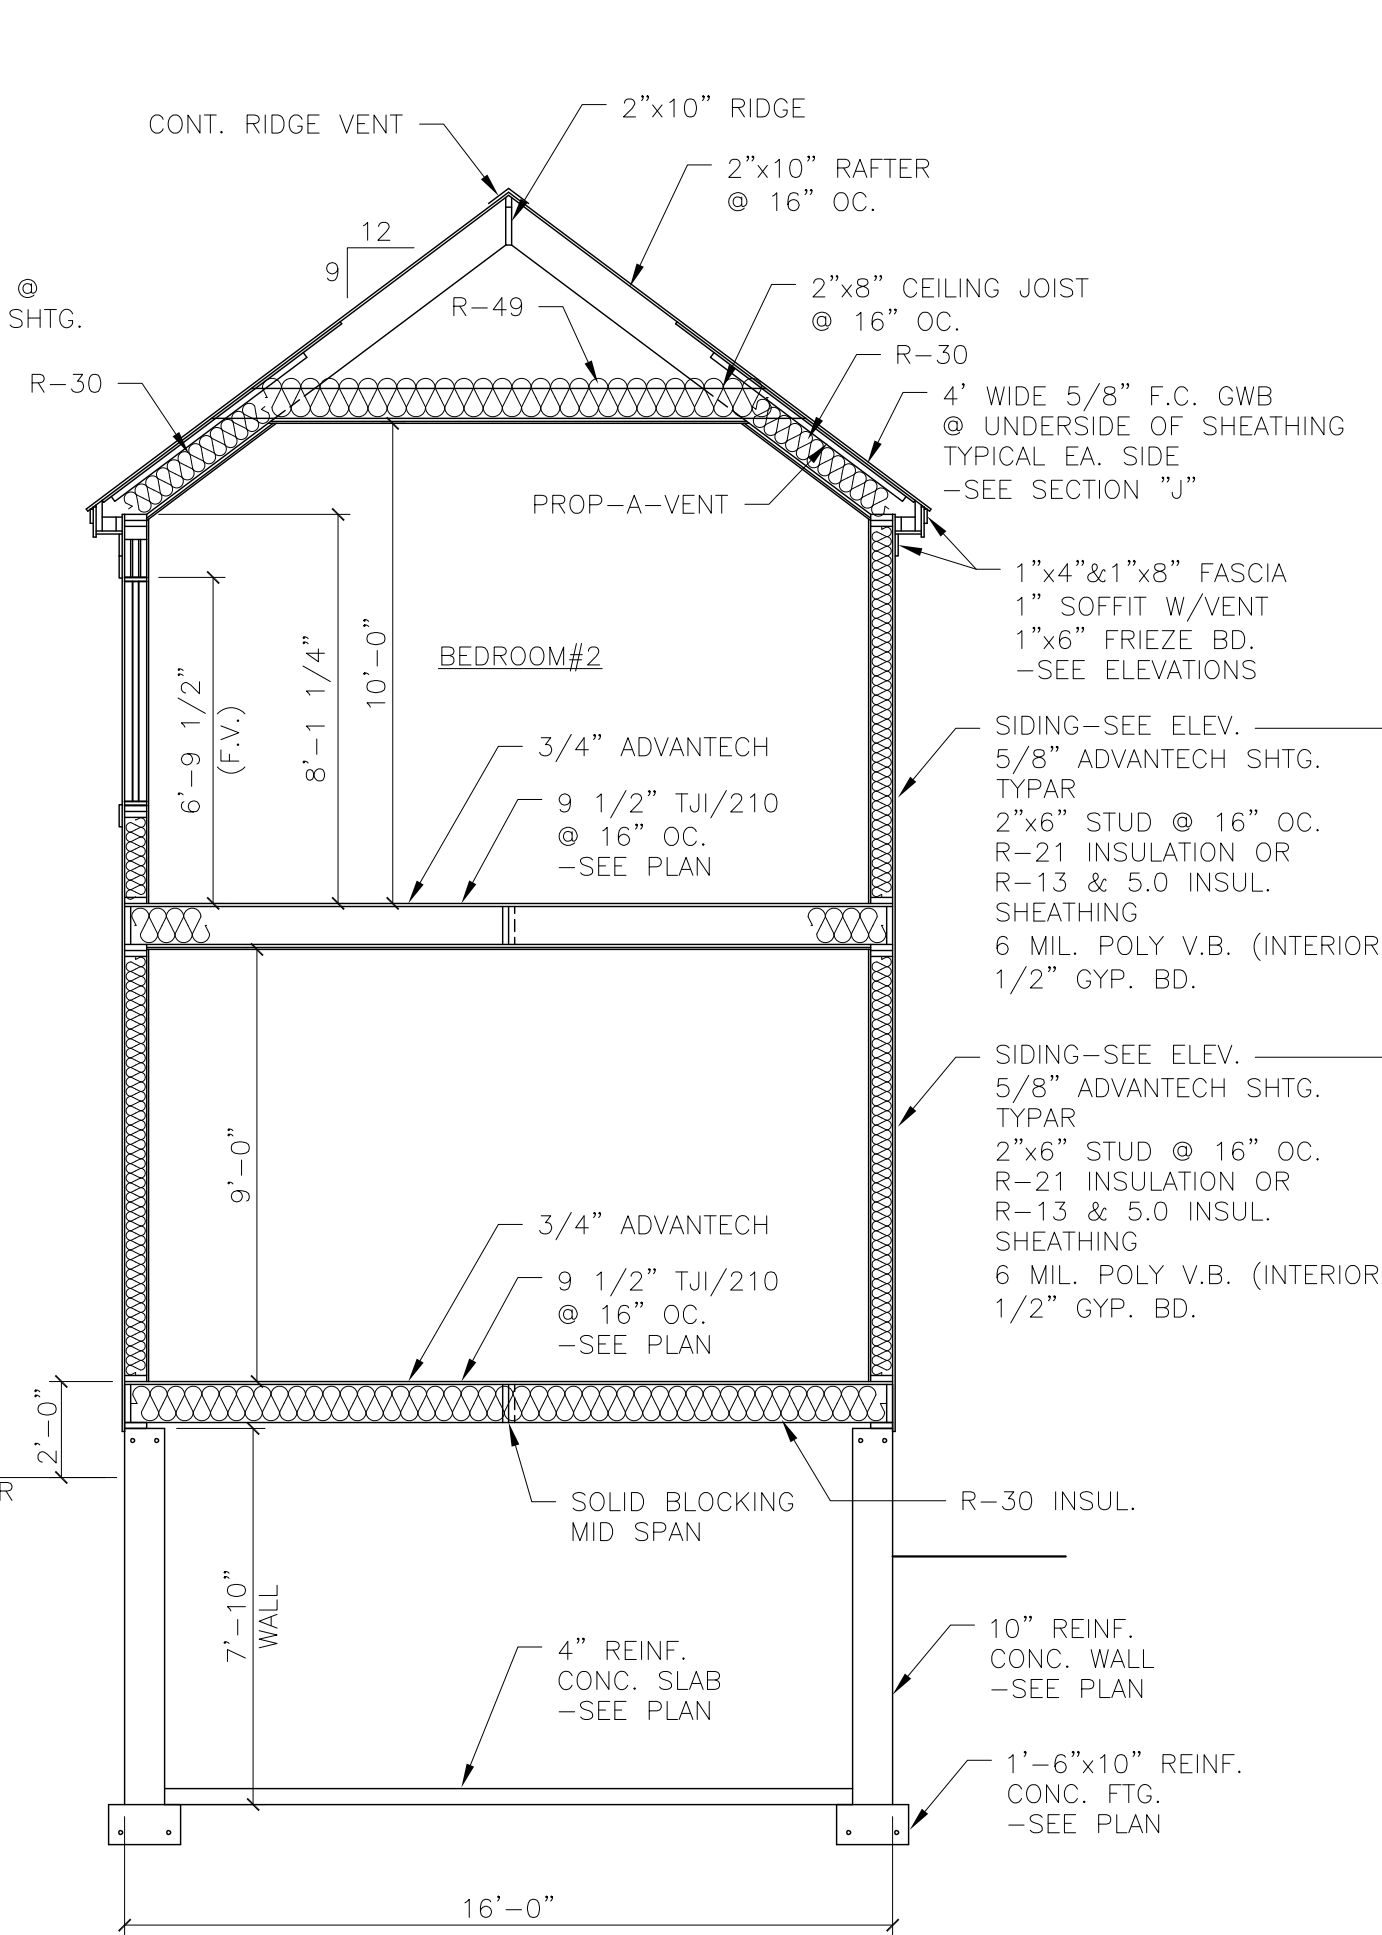 2"x10" RIDGE
CONT. RIDGE VENT
2"x10" RAFTER
@ 16" OC.
12
9
@
SHTG.
R-49
2"x8" CEILING JOIST
@ 16" OC.
R-30
R-30
4' WIDE 5/8" F.C. GWB
@ UNDERSIDE OF SHEATHING
TYPICAL EA. SIDE
-SEE SECTION "J"
PROP-A-VENT
1"x4"&1"x8" FASCIA
1" SOFFIT W/VENT
1"x6" FRIEZE BD.
-SEE ELEVATIONS
6'-9 1/2"
(F.V.)
8'-1 1/4"
10'-0"
BEDROOM#2
3/4" ADVANTECH
9 1/2" TJI/210
@ 16" OC.
-SEE PLAN
SIDING-SEE ELEV.
5/8" ADVANTECH SHTG.
TYPAR
2"x6" STUD @ 16" OC.
R-21 INSULATION OR
R-13 & 5.0 INSUL.
SHEATHING
6 MIL. POLY V.B. (INTERIOR
1/2" GYP. BD.
SIDING-SEE ELEV.
5/8" ADVANTECH SHTG.
TYPAR
2"x6" STUD @ 16" OC.
R-21 INSULATION OR
R-13 & 5.0 INSUL.
SHEATHING
6 MIL. POLY V.B. (INTERIOR
1/2" GYP. BD.
9'-0"
3/4" ADVANTECH
9 1/2" TJI/210
@ 16" OC.
-SEE PLAN
2'-0"
R
SOLID BLOCKING
MID SPAN
R-30 INSUL.
7'-10"
WALL
4" REINF.
CONC. SLAB
-SEE PLAN
10" REINF.
CONC. WALL
-SEE PLAN
1'-6"x10" REINF.
CONC. FTG.
-SEE PLAN
16'-0"